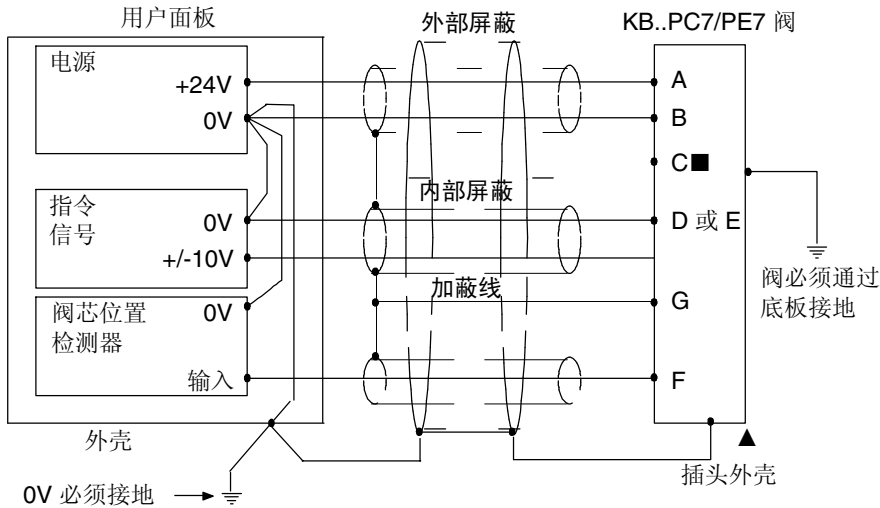 用户面板
外部屏蔽
KB..PC7/PE7 阀
电源
+24V
0V
A
B
C■
内部屏蔽
指令
信号
0V
+/-10V
D 或 E
阀必须通过
底板接地
加蔽线
阀芯位置
检测器
0V
输入
G
F
外壳
▲
插头外壳
0V 必须接地